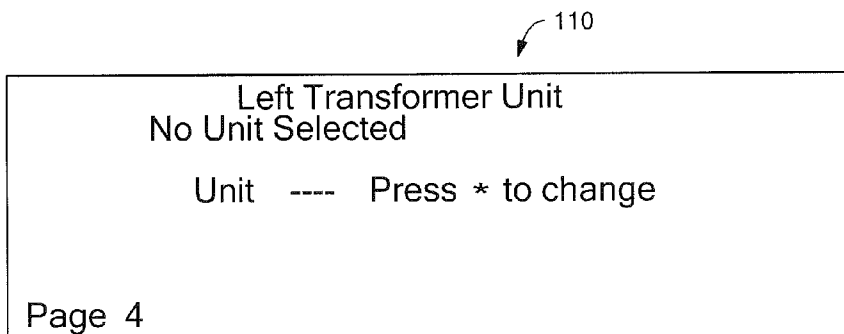 110
Left Transformer Unit
No Unit Selected
Unit ---- Press * to change
Page 4